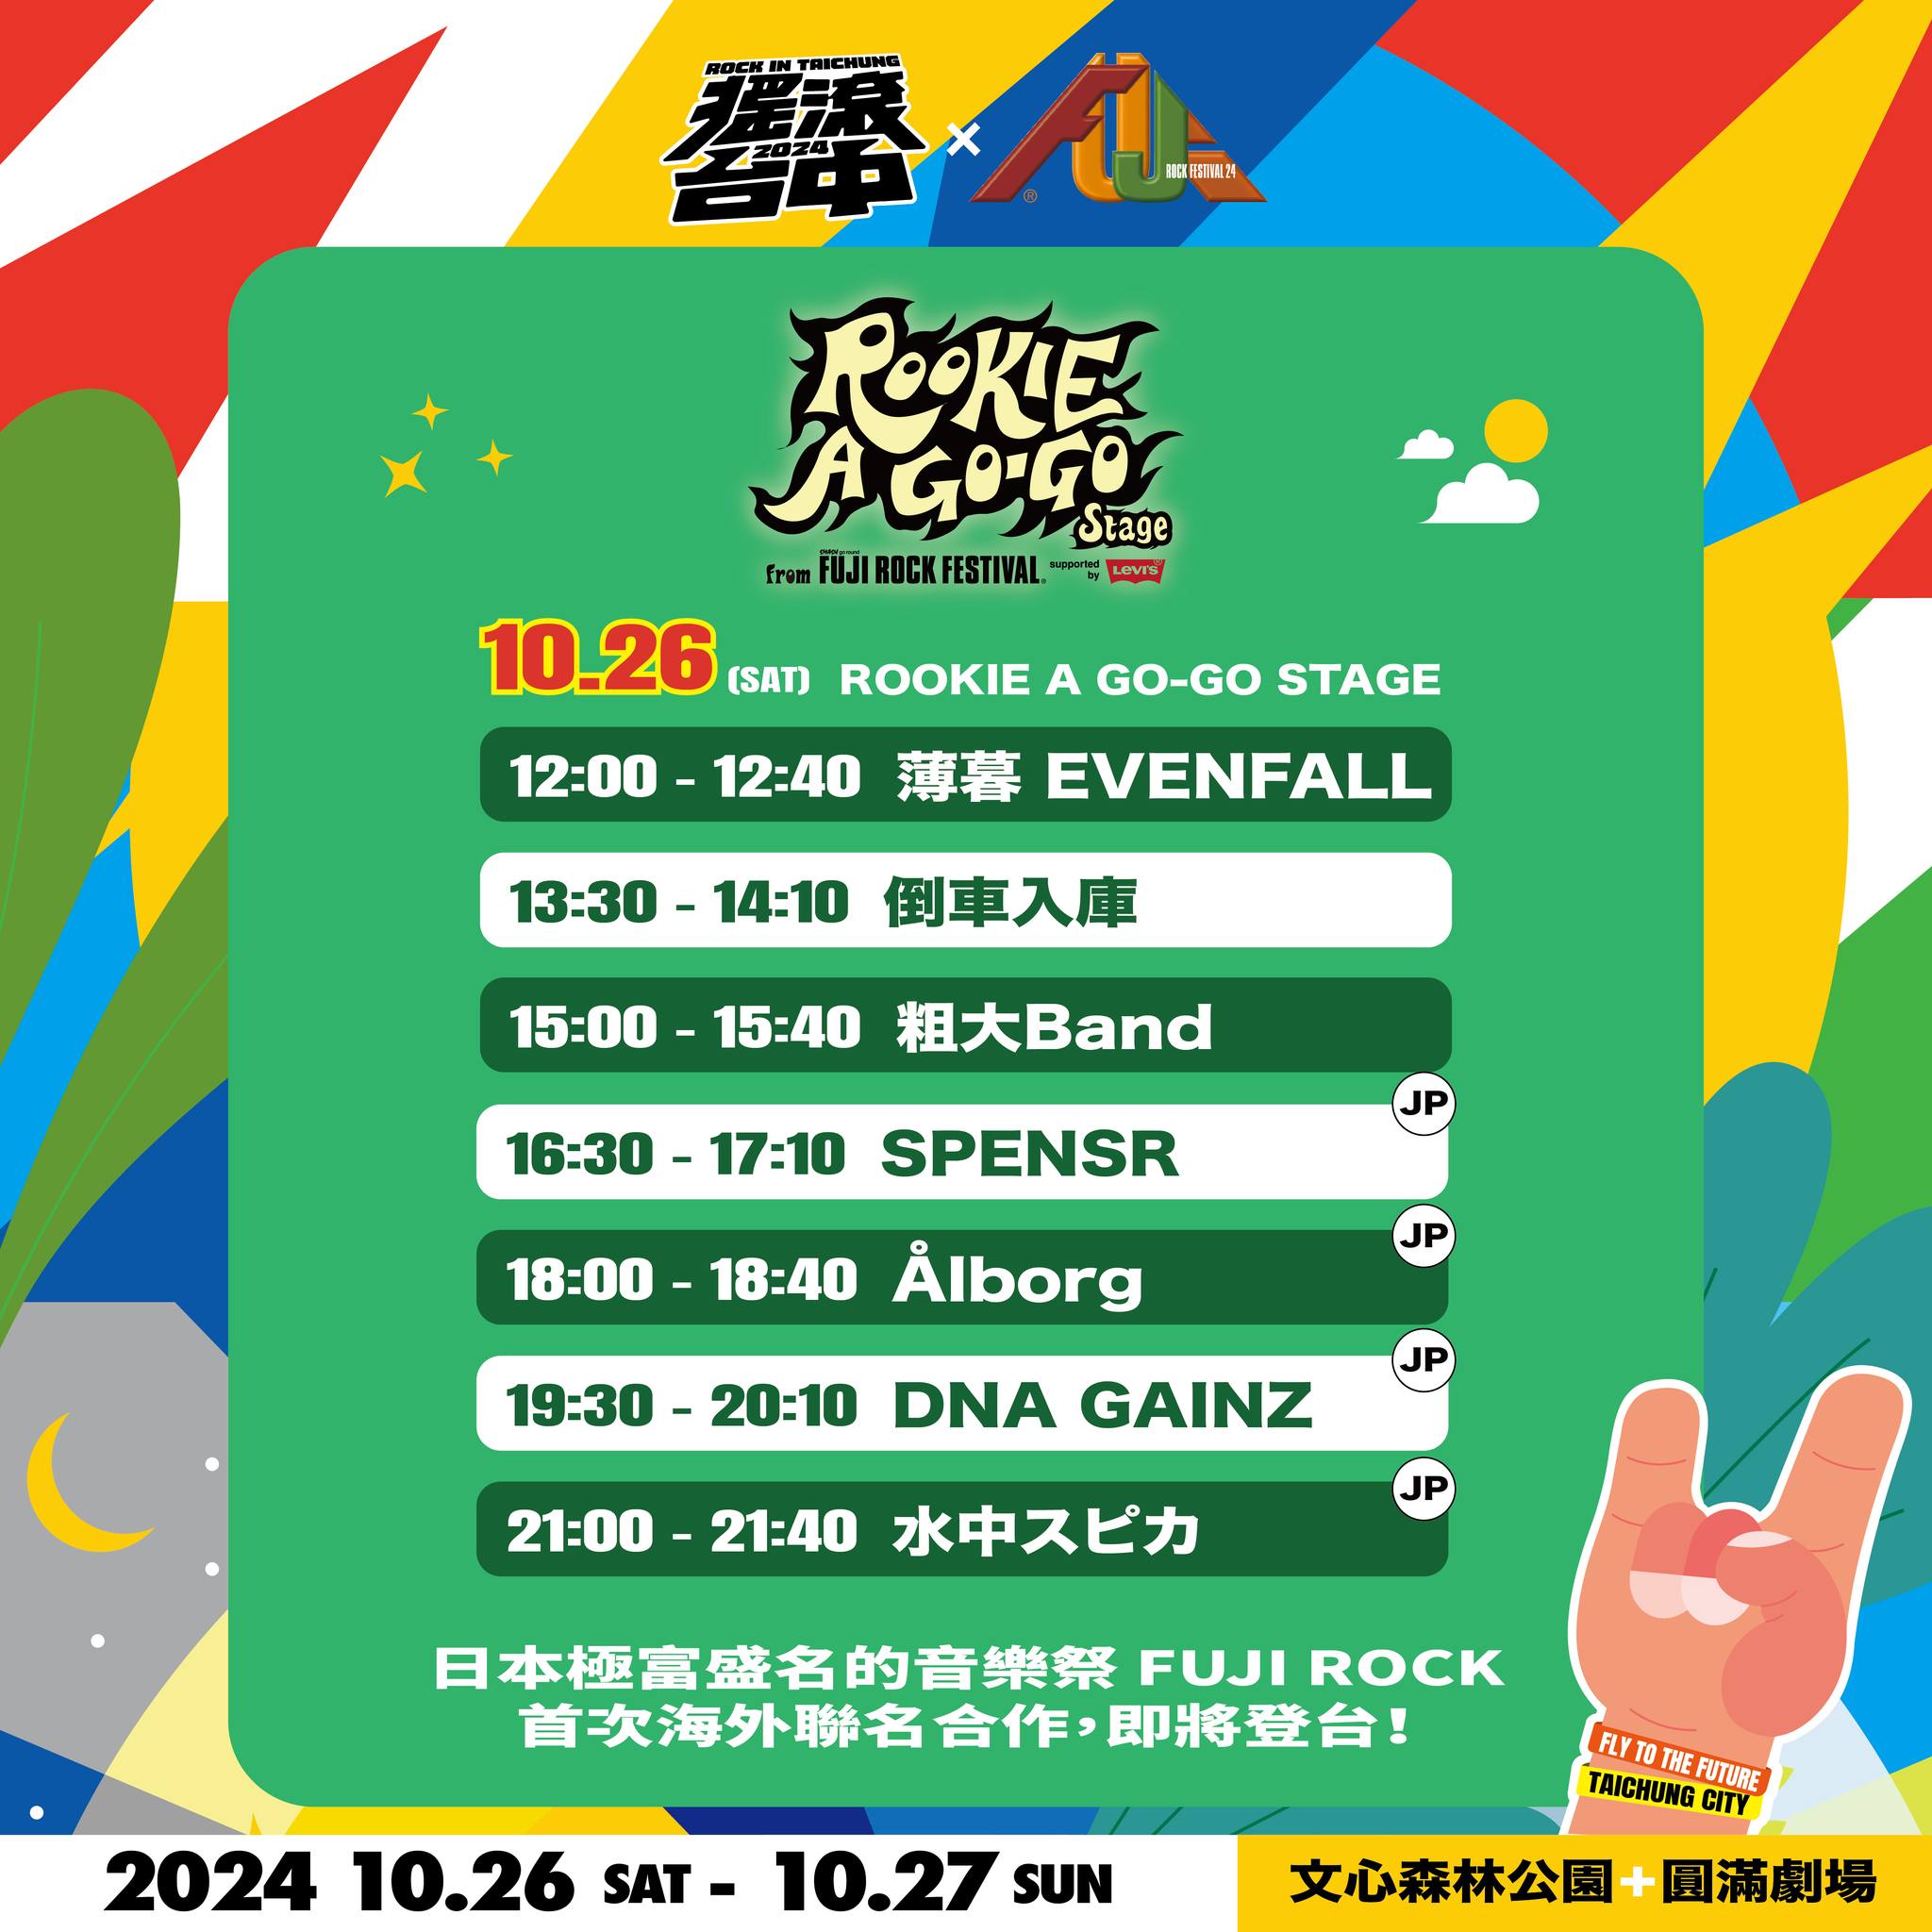 ROCK IN TAICHUNG
搖滾
2024
台中
×
FUJI
ROCK FESTIVAL 24
®
ROOKIE
A GO-GO
Stage
SMASH go round
from FUJI ROCK FESTIVAL® supported by Levi's®
10.26 (SAT) ROOKIE A GO-GO STAGE
12:00 - 12:40 薄暮 EVENFALL
13:30 - 14:10 倒車入庫
15:00 - 15:40 粗大Band
JP
16:30 - 17:10 SPENSR
JP
18:00 - 18:40 Ålborg
JP
19:30 - 20:10 DNA GAINZ
JP
21:00 - 21:40 水中スピカ
日本極富盛名的音樂祭 FUJI ROCK
首次海外聯名合作,即將登台!
FLY TO THE FUTURE
TAICHUNG CITY
2024 10.26 SAT - 10.27 SUN
文心森林公園+圓滿劇場